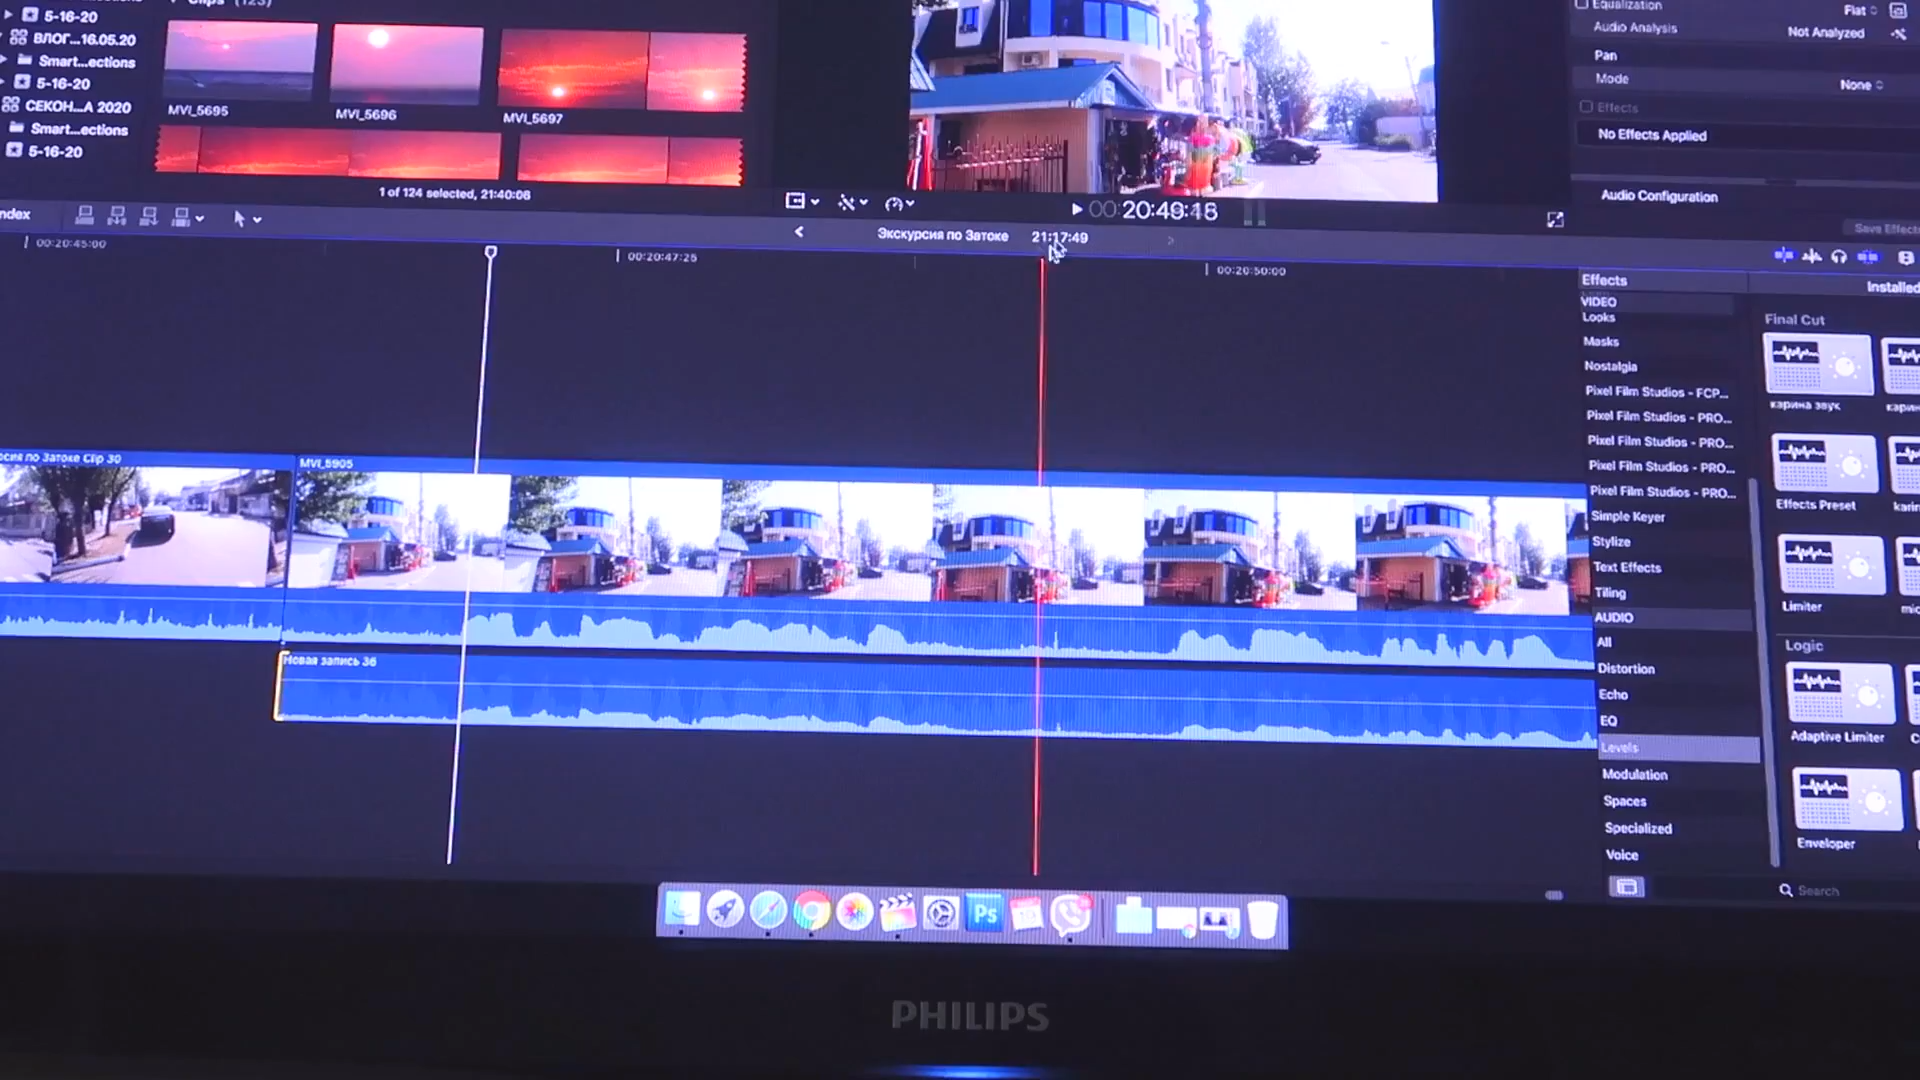 5-16-20
ВЛОГ...16.05.20
Smart...ections
5-16-20
СЕКОН...А 2020
Smart...ections
5-16-20
MVI_5695
MVI_5696
MVI_5697
1 of 124 selected, 21:40:08
Equalization
Flat
Audio Analysis
Not Analyzed
Pan
Mode
None
Effects
No Effects Applied
Audio Configuration
Save Effects
00:20:49:48
Экскурсия по Затоке
21:17:49
00:20:45:00
00:20:47:25
00:20:50:00
Effects
Installed
VIDEO
Looks
Masks
Nostalgia
Pixel Film Studios - FCP...
Pixel Film Studios - PRO...
Pixel Film Studios - PRO...
Pixel Film Studios - PRO...
Pixel Film Studios - PRO...
Simple Keyer
Stylize
Text Effects
Tiling
AUDIO
All
Distortion
Echo
EQ
Levels
Modulation
Spaces
Specialized
Voice
Final Cut
карина звук
Effects Preset
Limiter
Logic
Adaptive Limiter
Enveloper
Search
по Затоке Clip 30
MVI_5905
Новая запись 36
Ps
PHILIPS